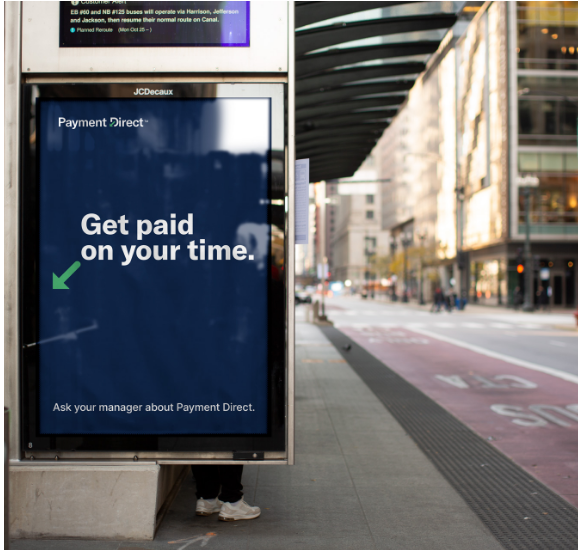 Customer Alert
EB #60 and NB #125 buses will operate via Harrison, Jefferson
and Jackson, then resume their normal route on Canal.
Planned Reroute (Mon Oct 25 – )
JCDecaux
Payment Direct™
Get paid
on your time.
Ask your manager about Payment Direct.
CTA
BUS